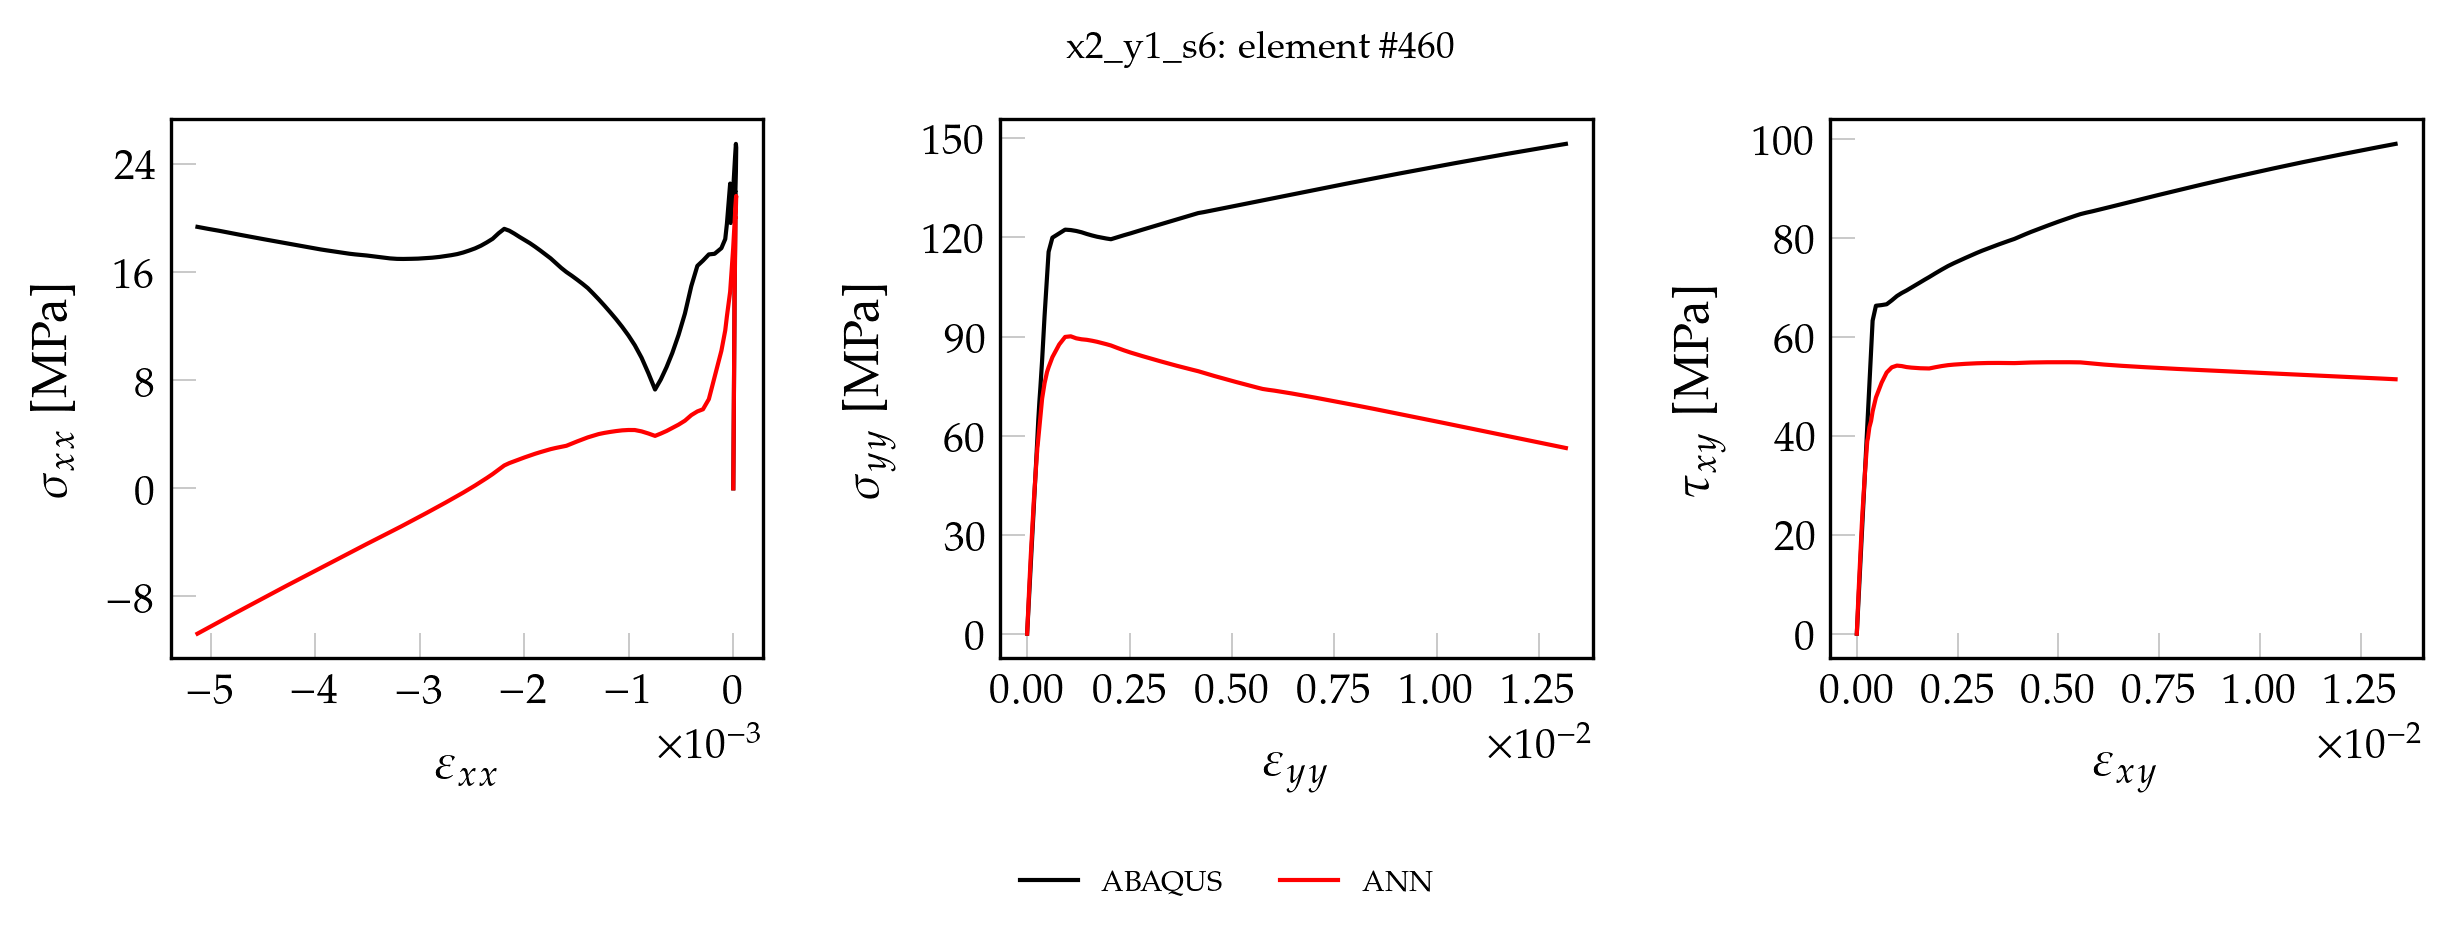 x2_y1_s6: element #460
σxx [MPa]
24
16
8
0
−8
−5 −4 −3 −2 −1 0
×10−3
εxx
σyy [MPa]
150
120
90
60
30
0
0.00 0.25 0.50 0.75 1.00 1.25
×10−2
εyy
τxy [MPa]
100
80
60
40
20
0
0.00 0.25 0.50 0.75 1.00 1.25
×10−2
εxy
ABAQUS ANN